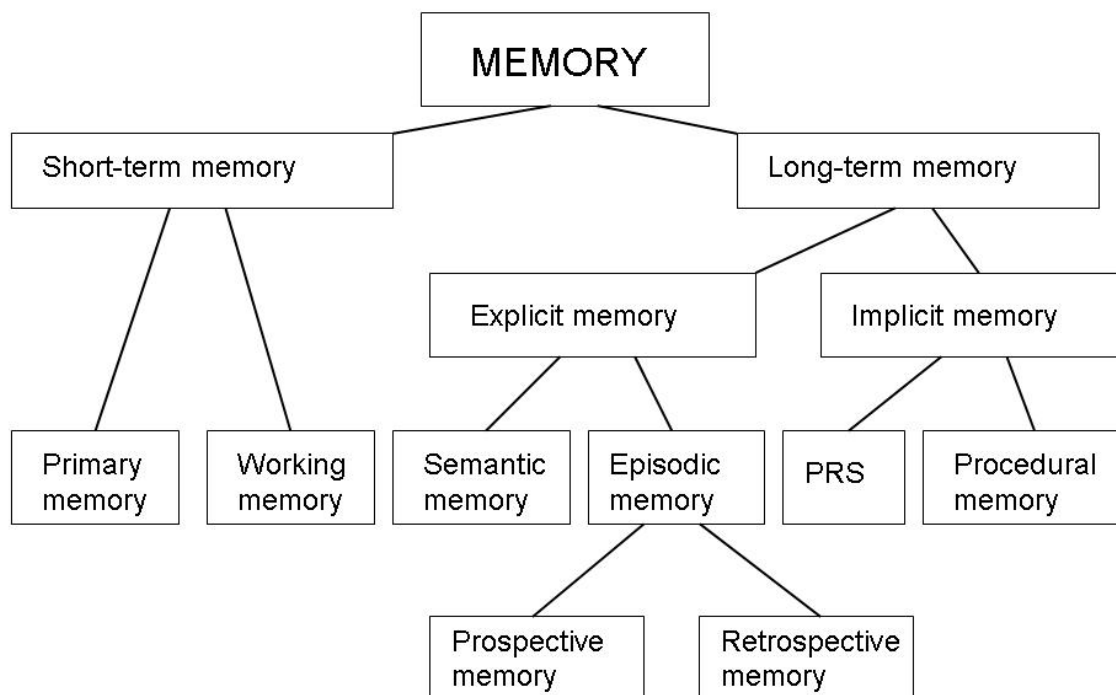 MEMORY
Short-term memory
Long-term memory
Explicit memory
Implicit memory
Primary
memory
Working
memory
Semantic
memory
Episodic
memory
PRS
Procedural
memory
Prospective
memory
Retrospective
memory